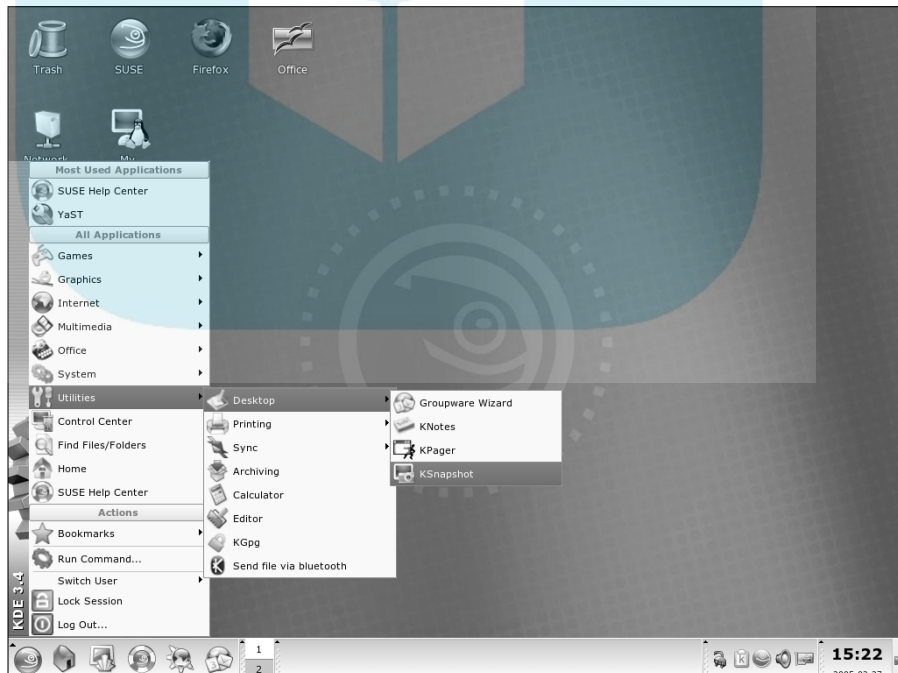 Trash
SUSE
Firefox
Office
Network
My
Most Used Applications
SUSE Help Center
YaST
All Applications
Games
Graphics
Internet
Multimedia
Office
System
Utilities
Control Center
Find Files/Folders
Home
SUSE Help Center
Actions
Bookmarks
Run Command...
Switch User
Lock Session
Log Out...
KDE 3.4
Desktop
Printing
Sync
Archiving
Calculator
Editor
KGpg
Send file via bluetooth
Groupware Wizard
KNotes
KPager
KSnapshot
1
2
15:22